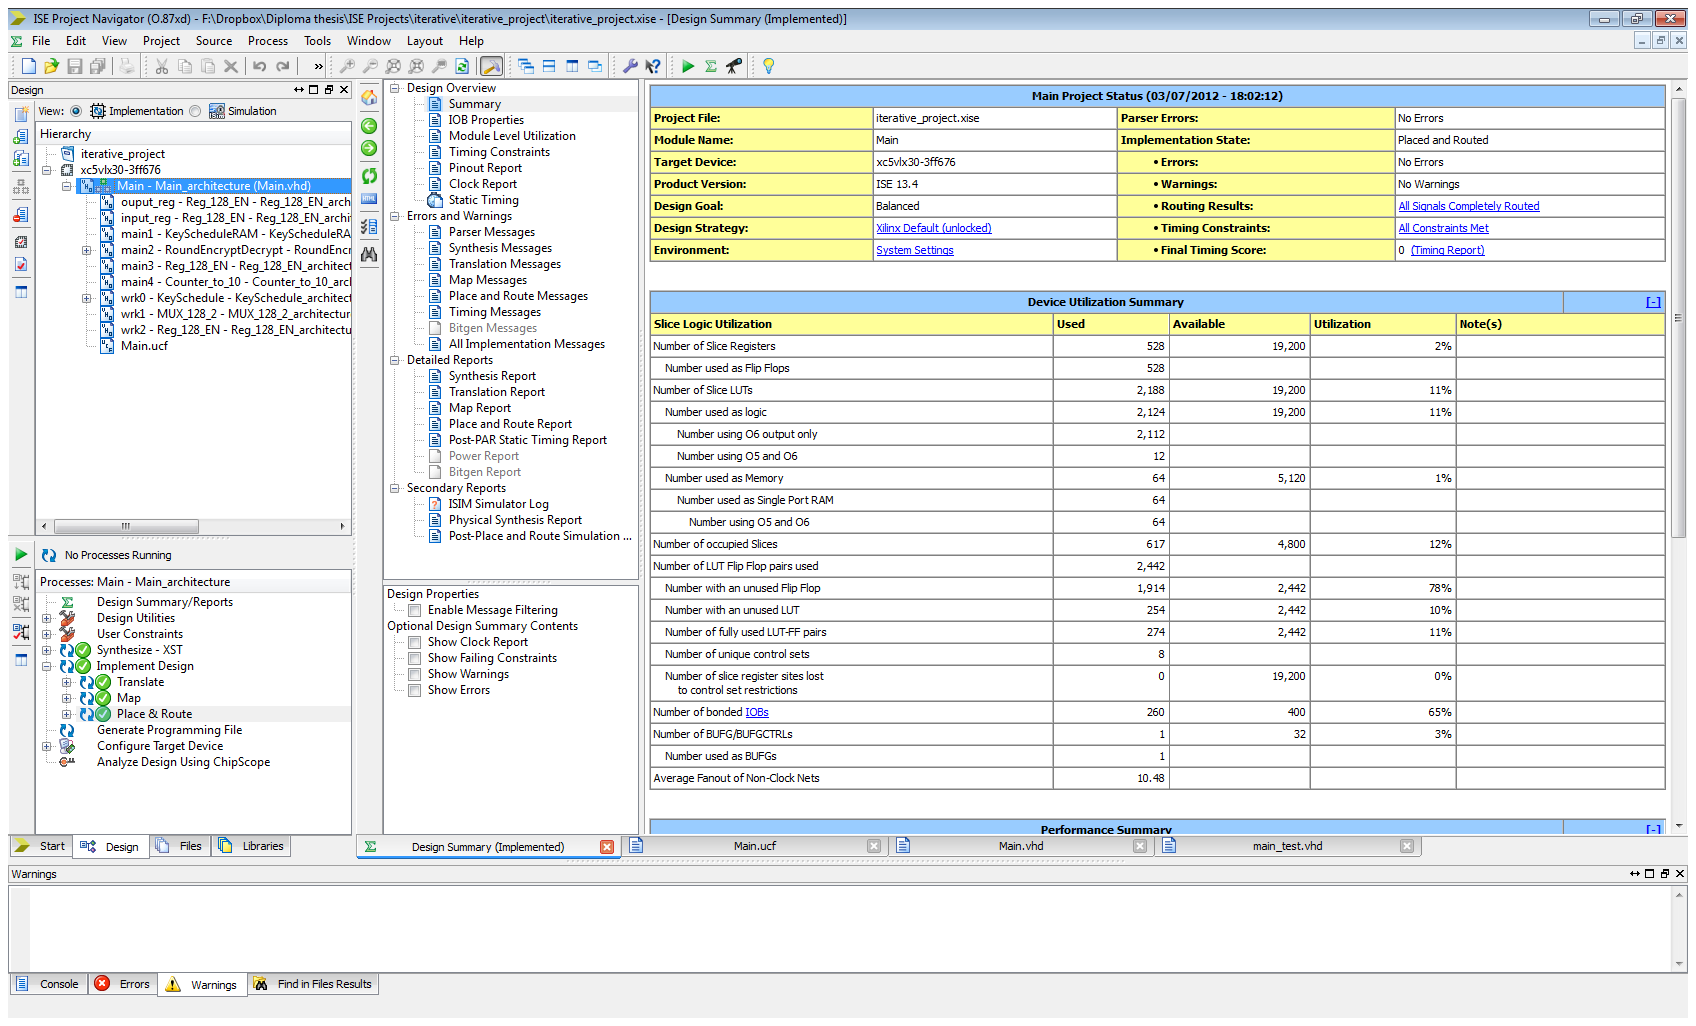 ISE Project Navigator (O.87xd) - F:\Dropbox\Diploma thesis\ISE Projects\iterative\iterative_project\iterative_project.xise - [Design Summary (Implemented)]
File Edit View Project Source Process Tools Window Layout Help
Design
View: Implementation Simulation
Hierarchy
iterative_project
xc5vlx30-3ff676
Main - Main_architecture (Main.vhd)
ouput_reg - Reg_128_EN - Reg_128_EN_arch
input_reg - Reg_128_EN - Reg_128_EN_archi
main1 - KeyScheduleRAM - KeyScheduleRA
main2 - RoundEncryptDecrypt - RoundEncr
main3 - Reg_128_EN - Reg_128_EN_architect
main4 - Counter_to_10 - Counter_to_10_arcl
wrk0 - KeySchedule - KeySchedule_architect
wrk1 - MUX_128_2 - MUX_128_2_architectur
wrk2 - Reg_128_EN - Reg_128_EN_architectu
Main.ucf
No Processes Running
Processes: Main - Main_architecture
Design Summary/Reports
Design Utilities
User Constraints
Synthesize - XST
Implement Design
Translate
Map
Place & Route
Generate Programming File
Configure Target Device
Analyze Design Using ChipScope
Start Design Files Libraries
Design Overview
Summary
IOB Properties
Module Level Utilization
Timing Constraints
Pinout Report
Clock Report
Static Timing
Errors and Warnings
Parser Messages
Synthesis Messages
Translation Messages
Map Messages
Place and Route Messages
Timing Messages
Bitgen Messages
All Implementation Messages
Detailed Reports
Synthesis Report
Translation Report
Map Report
Place and Route Report
Post-PAR Static Timing Report
Power Report
Bitgen Report
Secondary Reports
ISIM Simulator Log
Physical Synthesis Report
Post-Place and Route Simulation ...
Design Properties
Enable Message Filtering
Optional Design Summary Contents
Show Clock Report
Show Failing Constraints
Show Warnings
Show Errors
Main Project Status (03/07/2012 - 18:02:12)
Project File: iterative_project.xise Parser Errors: No Errors
Module Name: Main Implementation State: Placed and Routed
Target Device: xc5vlx30-3ff676 • Errors: No Errors
Product Version: ISE 13.4 • Warnings: No Warnings
Design Goal: Balanced • Routing Results: All Signals Completely Routed
Design Strategy: Xilinx Default (unlocked) • Timing Constraints: All Constraints Met
Environment: System Settings • Final Timing Score: 0 (Timing Report)
Device Utilization Summary [-]
Slice Logic Utilization Used Available Utilization Note(s)
Number of Slice Registers 528 19,200 2%
Number used as Flip Flops 528
Number of Slice LUTs 2,188 19,200 11%
Number used as logic 2,124 19,200 11%
Number using O6 output only 2,112
Number using O5 and O6 12
Number used as Memory 64 5,120 1%
Number used as Single Port RAM 64
Number using O5 and O6 64
Number of occupied Slices 617 4,800 12%
Number of LUT Flip Flop pairs used 2,442
Number with an unused Flip Flop 1,914 2,442 78%
Number with an unused LUT 254 2,442 10%
Number of fully used LUT-FF pairs 274 2,442 11%
Number of unique control sets 8
Number of slice register sites lost
to control set restrictions 0 19,200 0%
Number of bonded IOBs 260 400 65%
Number of BUFG/BUFGCTRLs 1 32 3%
Number used as BUFGs 1
Average Fanout of Non-Clock Nets 10.48
Performance Summary [-]
Design Summary (Implemented) Main.ucf Main.vhd main_test.vhd
Warnings
Console Errors Warnings Find in Files Results